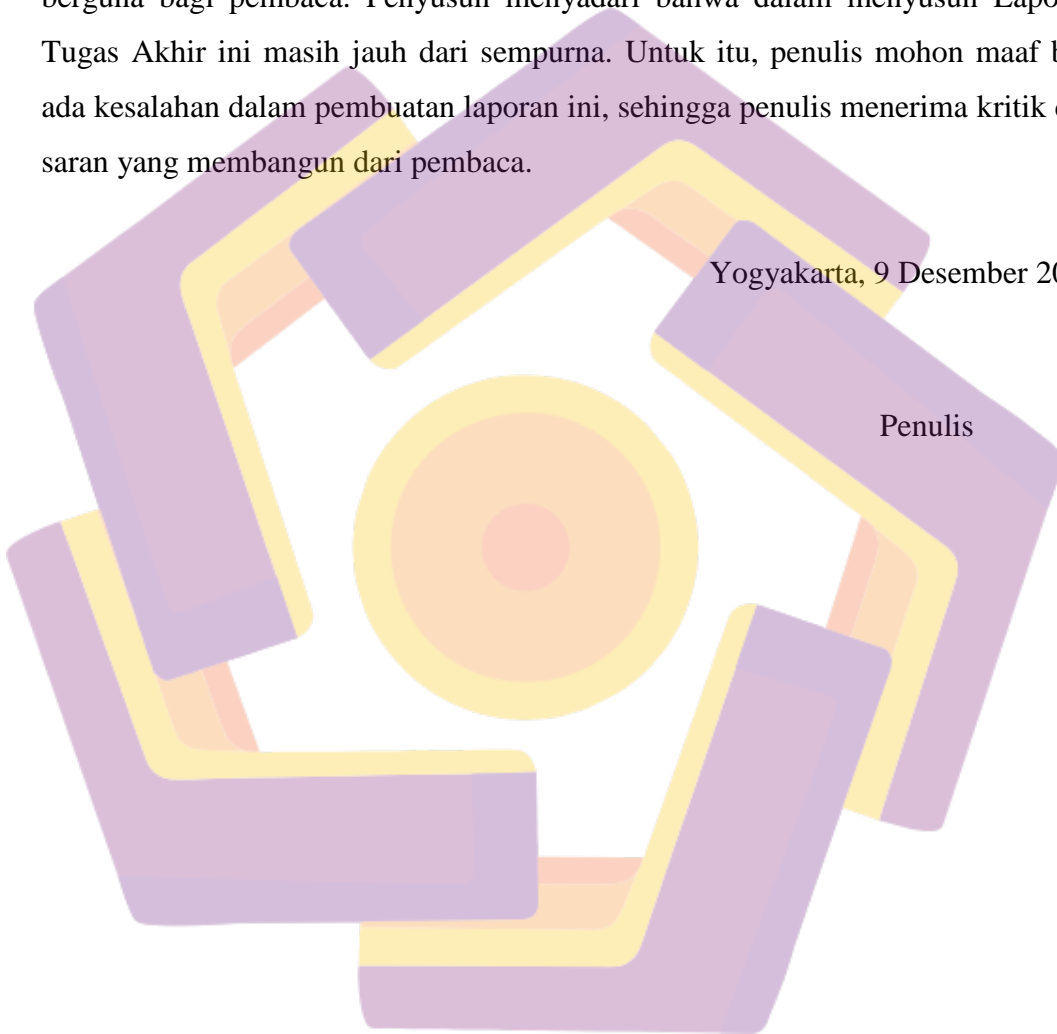 berguna bagi pembaca. Penyusun menyadari bahwa dalam menyusun Lapo
Tugas Akhir ini masih jauh dari sempurna. Untuk itu, penulis mohon maaf b
ada kesalahan dalam pembuatan laporan ini, sehingga penulis menerima kritik
saran yang membangun dari pembaca.
Yogyakarta, 9 Desember 20
Penulis